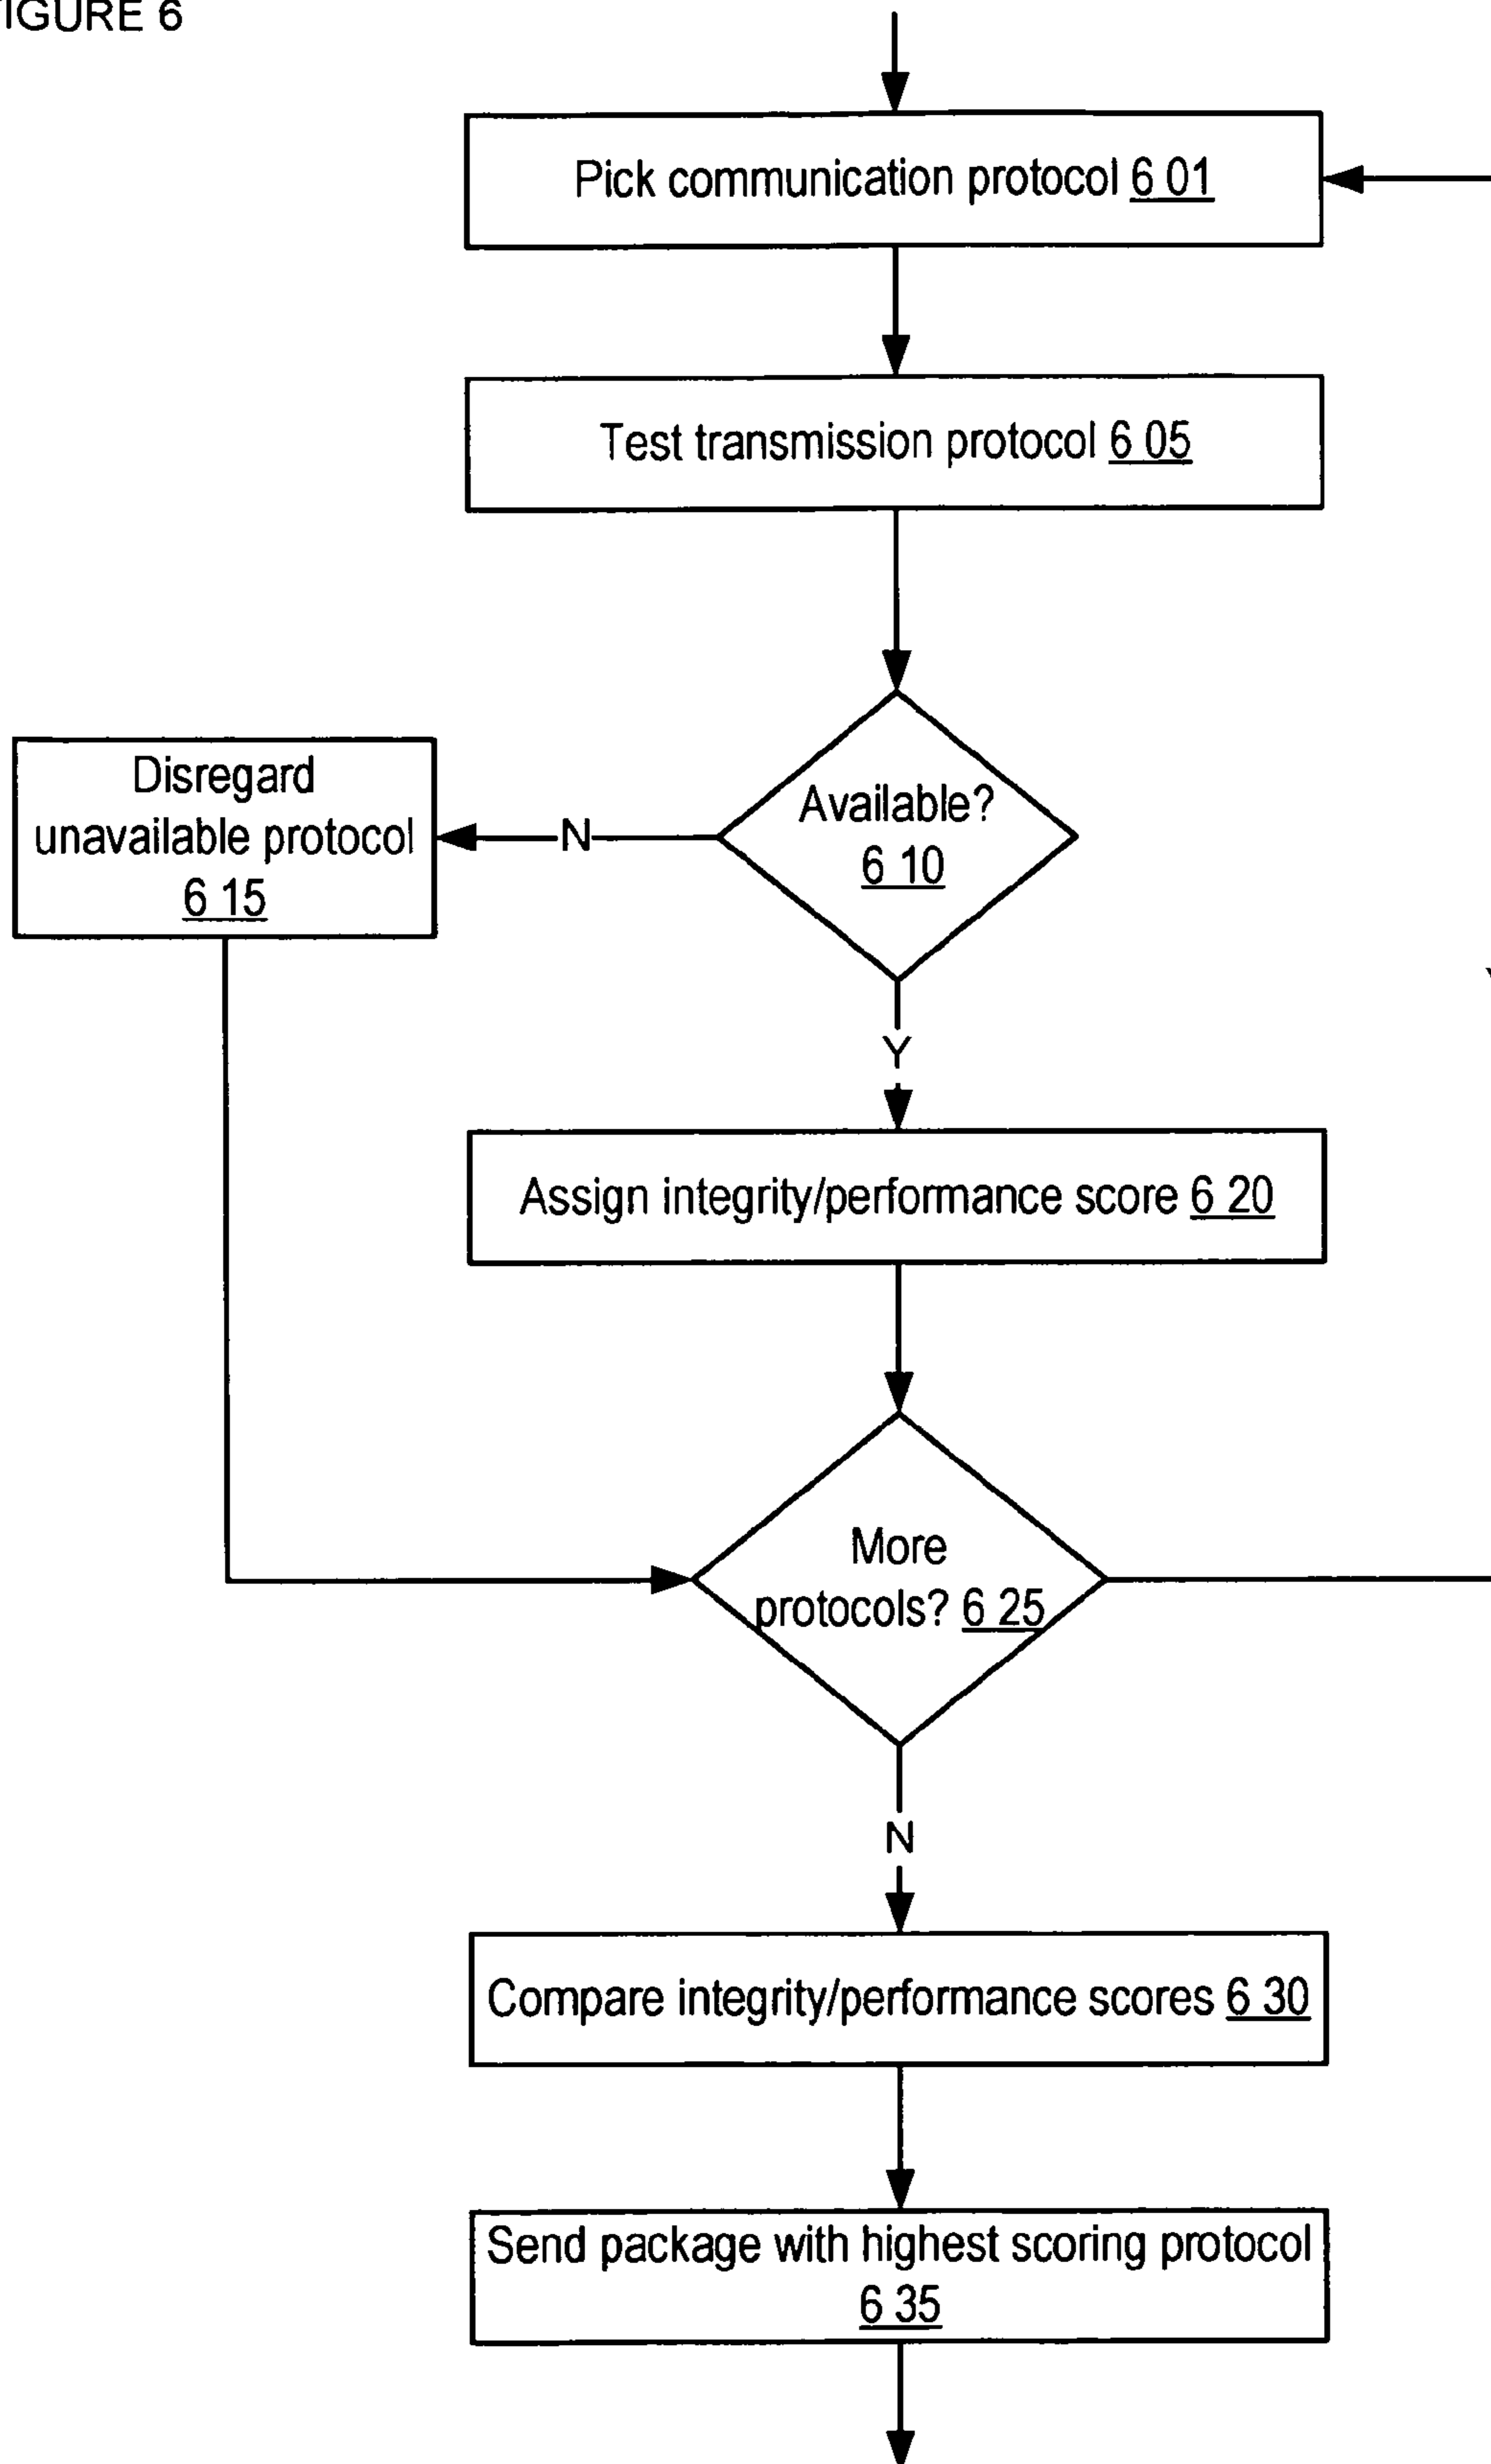 IGURE 6
Pick communication protocol 6 01
Test transmission protocol 6 05
Available?
6 10
N
Disregard
unavailable protocol
6 15
Y
Assign integrity/performance score 6 20
More
protocols? 6 25
N
Compare integrity/performance scores 6 30
Send package with highest scoring protocol
6 35